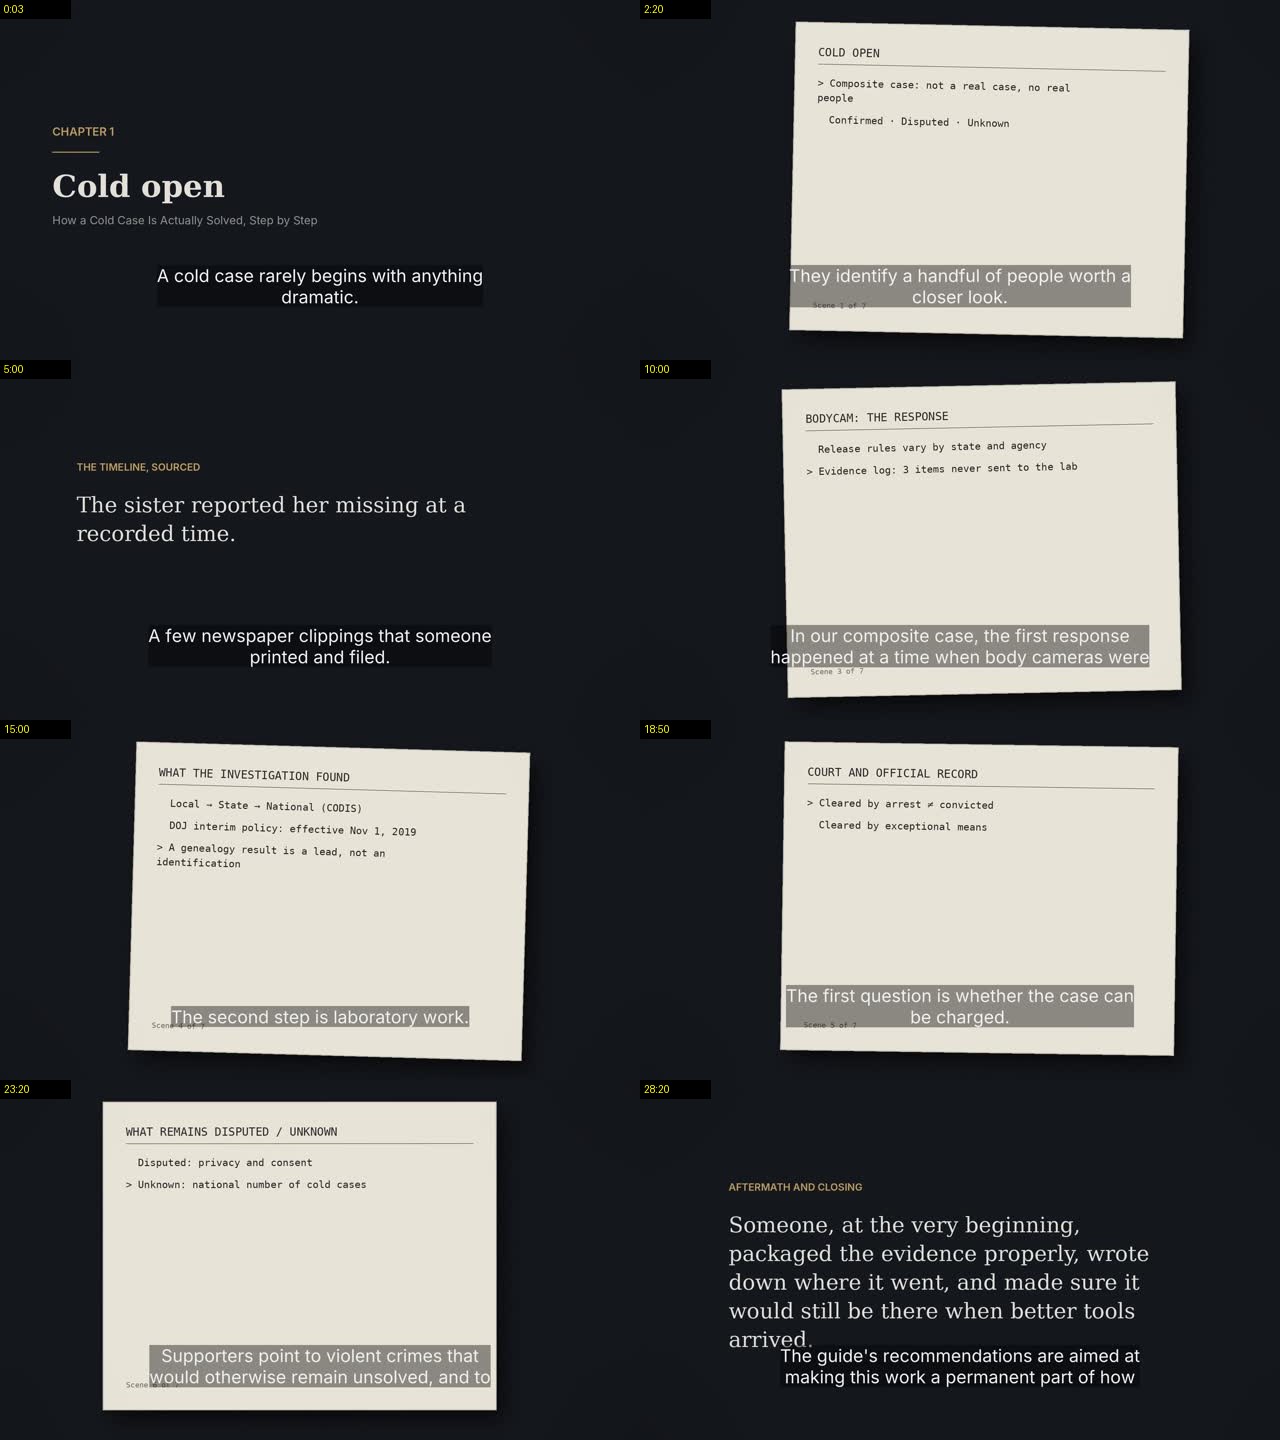 0:03
CHAPTER 1
Cold open
How a Cold Case Is Actually Solved, Step by Step
A cold case rarely begins with anything
dramatic.
2:20
COLD OPEN
> Composite case: not a real case, no real
people
Confirmed · Disputed · Unknown
They identify a handful of people worth a
closer look.
Scene 1 of 7
5:00
THE TIMELINE, SOURCED
The sister reported her missing at a
recorded time.
A few newspaper clippings that someone
printed and filed.
10:00
BODYCAM: THE RESPONSE
Release rules vary by state and agency
> Evidence log: 3 items never sent to the lab
In our composite case, the first response
happened at a time when body cameras were
Scene 3 of 7
15:00
WHAT THE INVESTIGATION FOUND
Local → State → National (CODIS)
DOJ interim policy: effective Nov 1, 2019
> A genealogy result is a lead, not an
identification
The second step is laboratory work.
Scene 4 of 7
18:50
COURT AND OFFICIAL RECORD
> Cleared by arrest ≠ convicted
Cleared by exceptional means
The first question is whether the case can
be charged.
Scene 5 of 7
23:20
WHAT REMAINS DISPUTED / UNKNOWN
Disputed: privacy and consent
> Unknown: national number of cold cases
Supporters point to violent crimes that
would otherwise remain unsolved, and to
Scene
28:20
AFTERMATH AND CLOSING
Someone, at the very beginning,
packaged the evidence properly, wrote
down where it went, and made sure it
would still be there when better tools
arrived.
The guide's recommendations are aimed at
making this work a permanent part of how